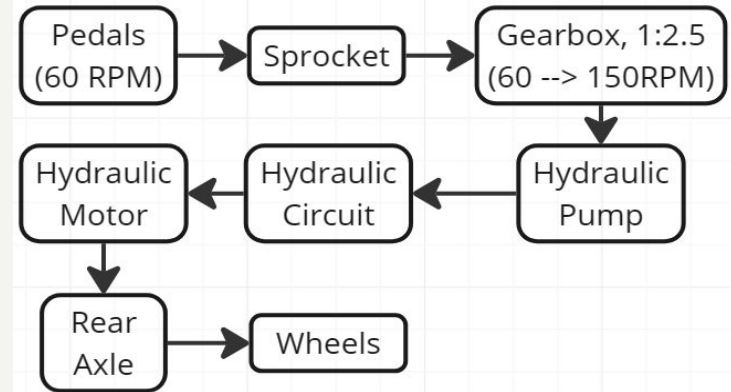 Pedals
(60 RPM)
Sprocket
Gearbox, 1:2.5
(60 --> 150RPM)
Hydraulic
Motor
Hydraulic
Circuit
Hydraulic
Pump
Rear
Axle
Wheels